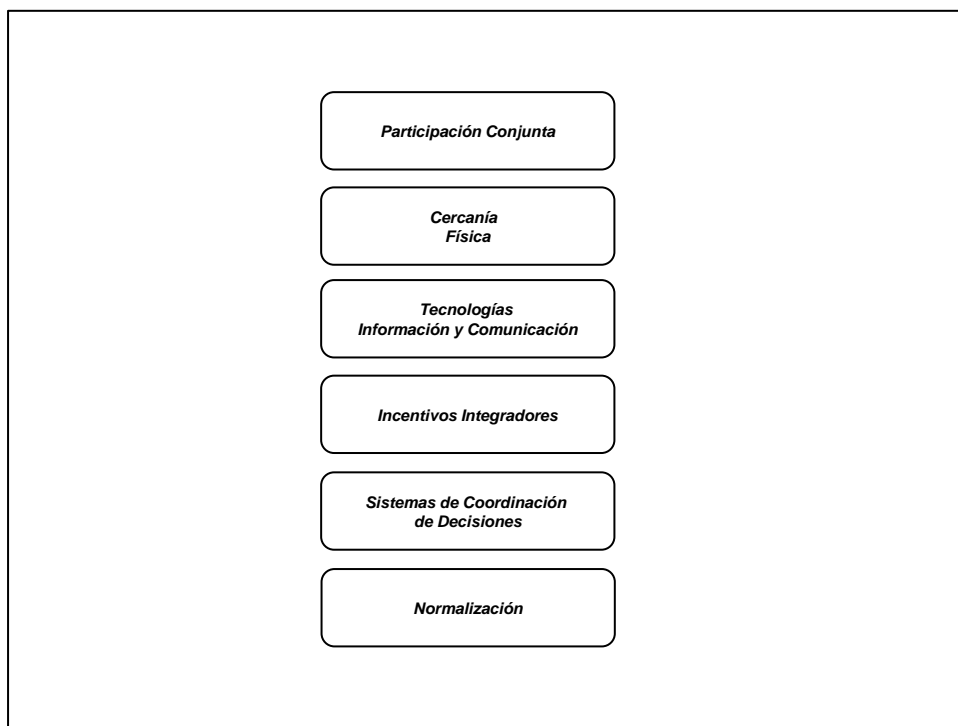 Participación Conjunta
Cercanía
Física
Tecnologías
Información y Comunicación
Incentivos Integradores
Sistemas de Coordinación
de Decisiones
Normalización